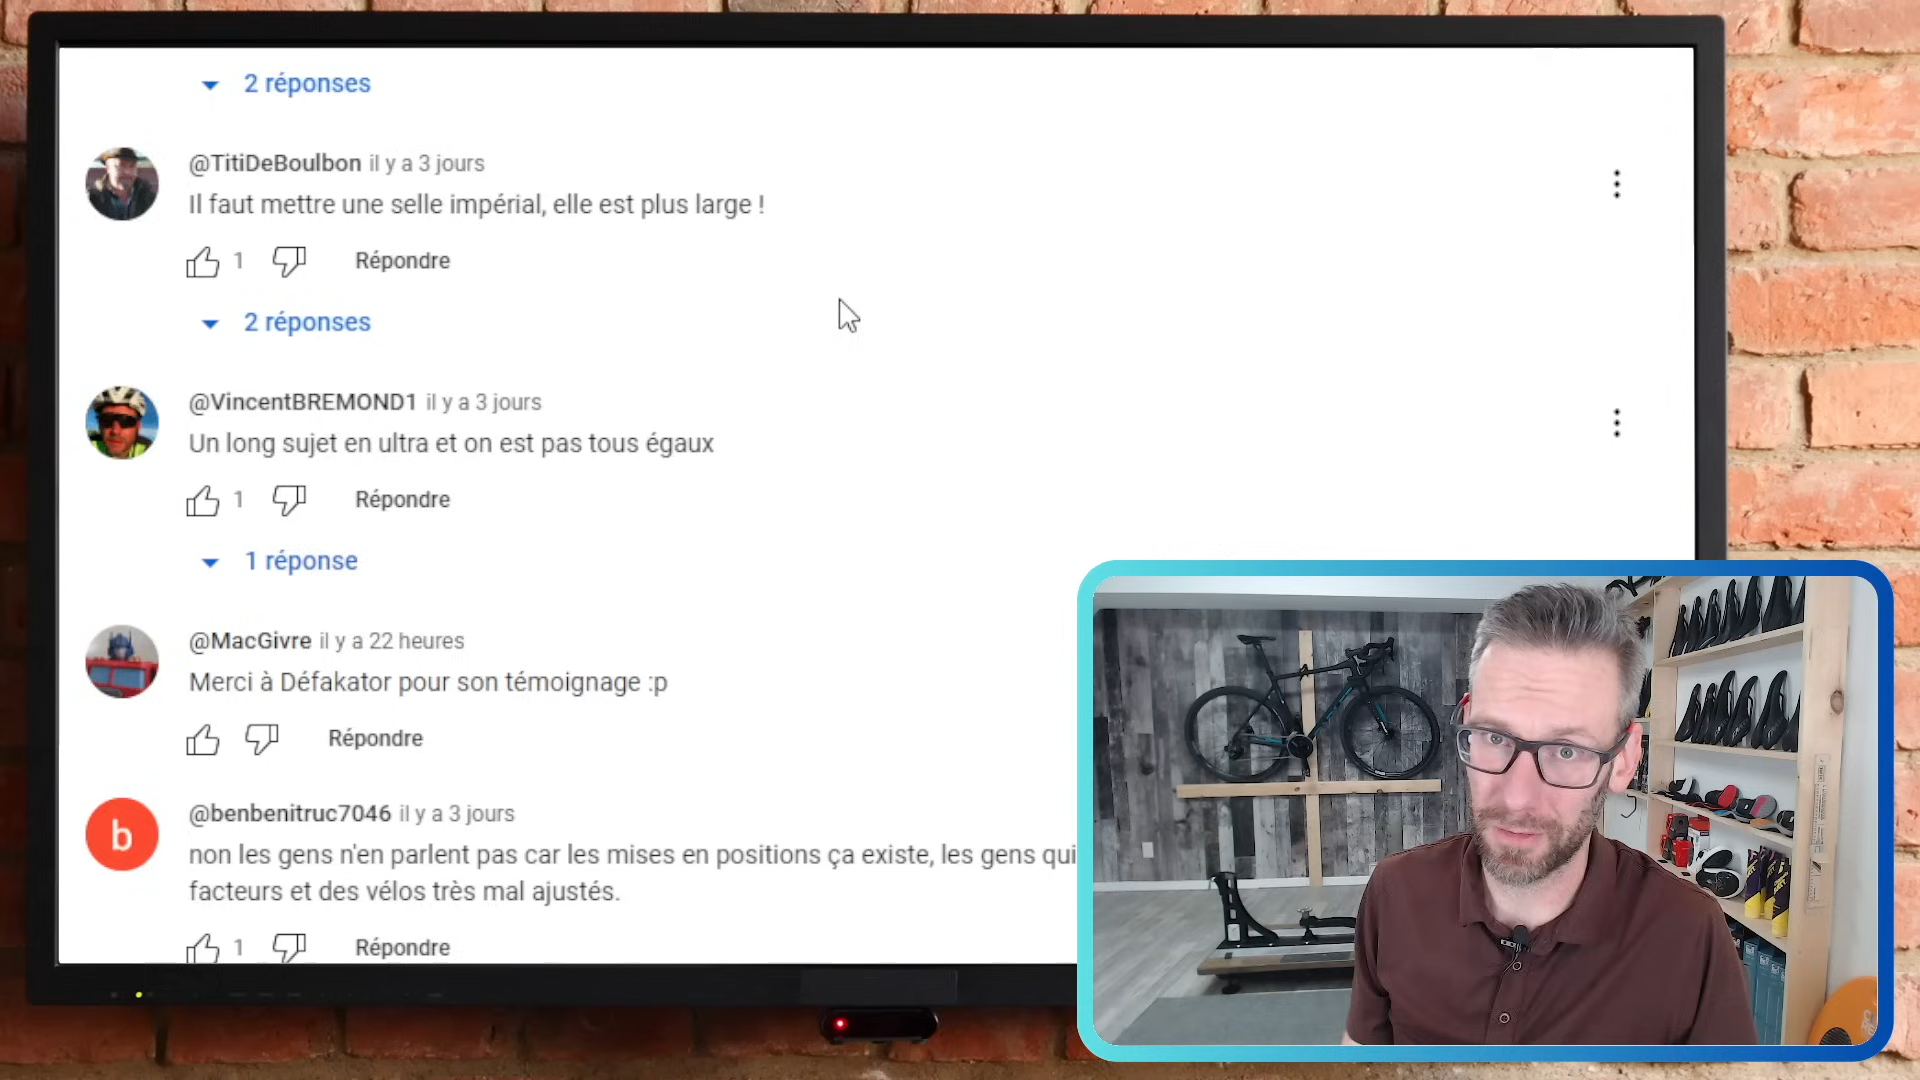 2 réponses
@TitiDeBoulbon il y a 3 jours
Il faut mettre une selle impérial, elle est plus large !
1 Répondre
2 réponses
@VincentBREMOND1 il y a 3 jours
Un long sujet en ultra et on est pas tous égaux
1 Répondre
1 réponse
@MacGivre il y a 22 heures
Merci à Défakator pour son témoignage :p
Répondre
b
@benbenitruc7046 il y a 3 jours
non les gens n'en parlent pas car les mises en positions ça existe, les gens qui
facteurs et des vélos très mal ajustés.
1 Répondre